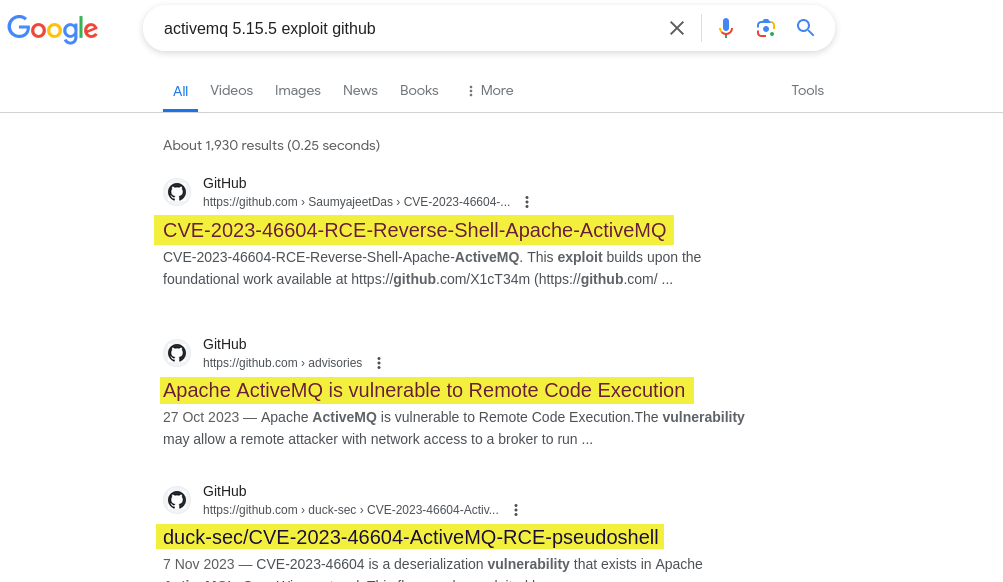 Google
activemq 5.15.5 exploit github
All Videos Images News Books More Tools
About 1,930 results (0.25 seconds)
GitHub
https://github.com › SaumyajeetDas › CVE-2023-46604-...
CVE-2023-46604-RCE-Reverse-Shell-Apache-ActiveMQ
CVE-2023-46604-RCE-Reverse-Shell-Apache-ActiveMQ. This exploit builds upon the
foundational work available at https://github.com/X1cT34m (https://github.com/ ...
GitHub
https://github.com › advisories
Apache ActiveMQ is vulnerable to Remote Code Execution
27 Oct 2023 — Apache ActiveMQ is vulnerable to Remote Code Execution.The vulnerability
may allow a remote attacker with network access to a broker to run ...
GitHub
https://github.com › duck-sec › CVE-2023-46604-Activ...
duck-sec/CVE-2023-46604-ActiveMQ-RCE-pseudoshell
7 Nov 2023 — CVE-2023-46604 is a deserialization vulnerability that exists in Apache